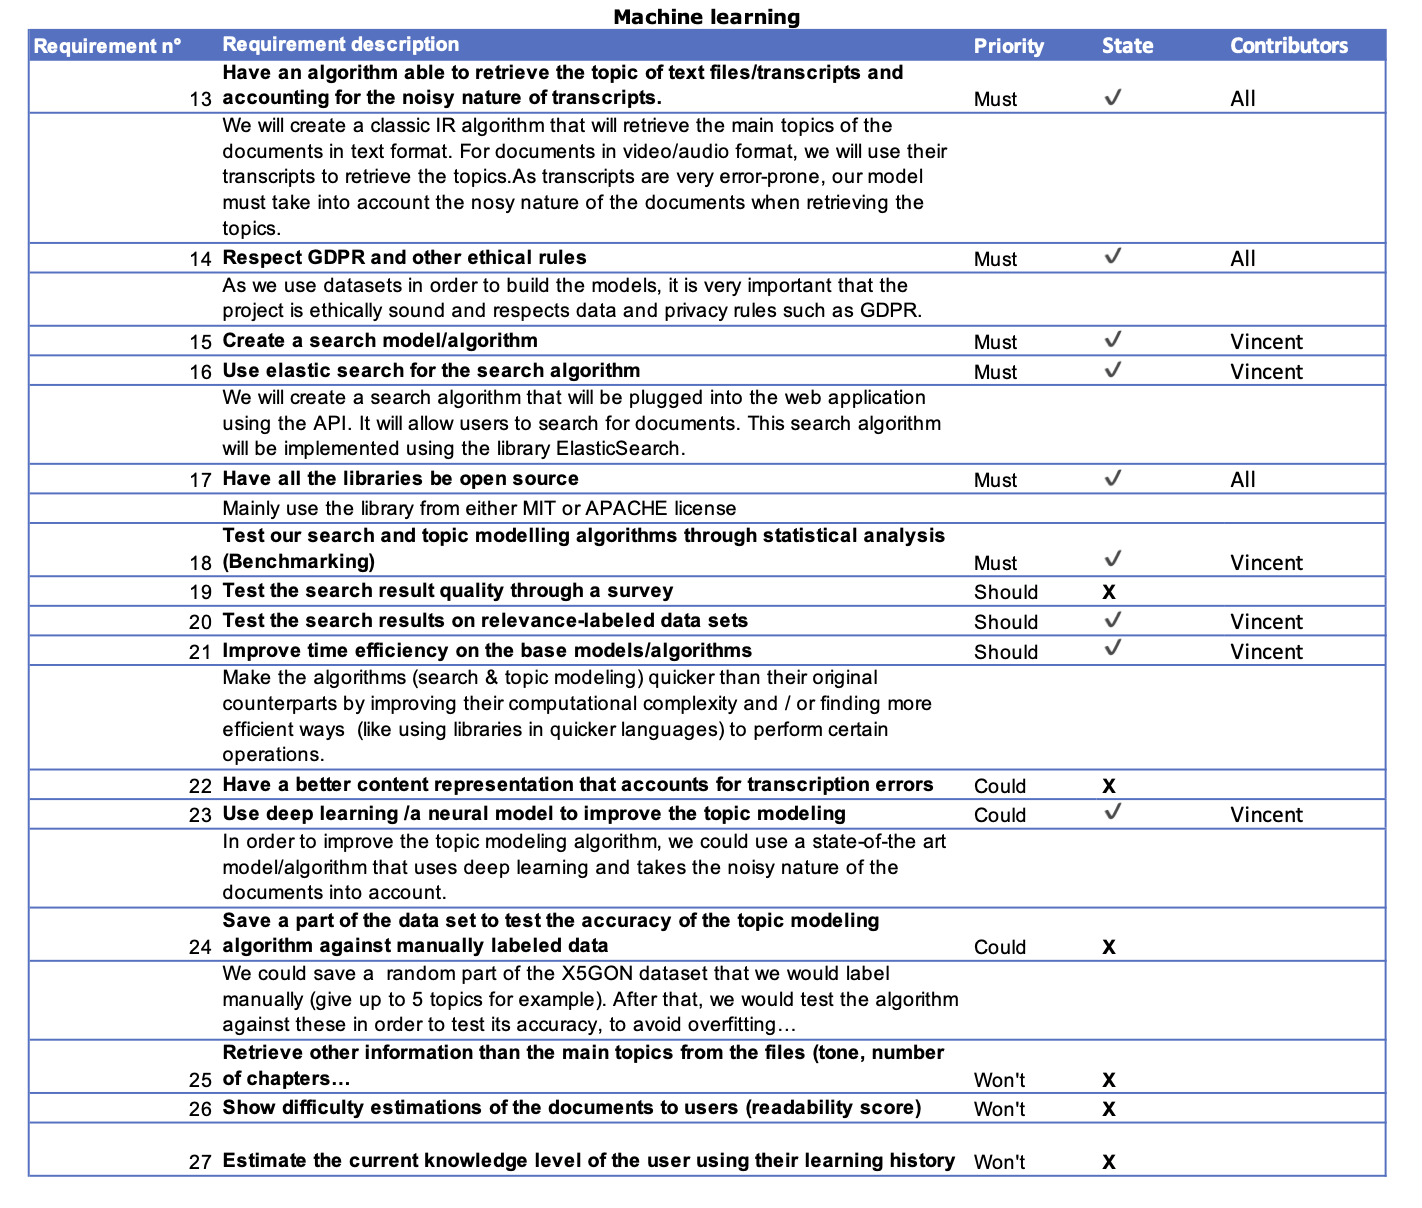 Machine learning
Requirement n° Requirement description Priority State Contributors
Have an algorithm able to retrieve the topic of text files/transcripts and
13 accounting for the noisy nature of transcripts. Must ✓ All
We will create a classic IR algorithm that will retrieve the main topics of the
documents in text format. For documents in video/audio format, we will use their
transcripts to retrieve the topics.As transcripts are very error-prone, our model
must take into account the nosy nature of the documents when retrieving the
topics.
14 Respect GDPR and other ethical rules Must ✓ All
As we use datasets in order to build the models, it is very important that the
project is ethically sound and respects data and privacy rules such as GDPR.
15 Create a search model/algorithm Must ✓ Vincent
16 Use elastic search for the search algorithm Must ✓ Vincent
We will create a search algorithm that will be plugged into the web application
using the API. It will allow users to search for documents. This search algorithm
will be implemented using the library ElasticSearch.
17 Have all the libraries be open source Must ✓ All
Mainly use the library from either MIT or APACHE license
Test our search and topic modelling algorithms through statistical analysis
18 (Benchmarking) Must ✓ Vincent
19 Test the search result quality through a survey Should X
20 Test the search results on relevance-labeled data sets Should ✓ Vincent
21 Improve time efficiency on the base models/algorithms Should ✓ Vincent
Make the algorithms (search & topic modeling) quicker than their original
counterparts by improving their computational complexity and / or finding more
efficient ways  (like using libraries in quicker languages) to perform certain
operations.
22 Have a better content representation that accounts for transcription errors Could X
23 Use deep learning /a neural model to improve the topic modeling Could ✓ Vincent
In order to improve the topic modeling algorithm, we could use a state-of-the art
model/algorithm that uses deep learning and takes the noisy nature of the
documents into account.
Save a part of the data set to test the accuracy of the topic modeling
24 algorithm against manually labeled data Could X
We could save a  random part of the X5GON dataset that we would label
manually (give up to 5 topics for example). After that, we would test the algorithm
against these in order to test its accuracy, to avoid overfitting…
Retrieve other information than the main topics from the files (tone, number
25 of chapters… Won't X
26 Show difficulty estimations of the documents to users (readability score) Won't X
27 Estimate the current knowledge level of the user using their learning history Won't X